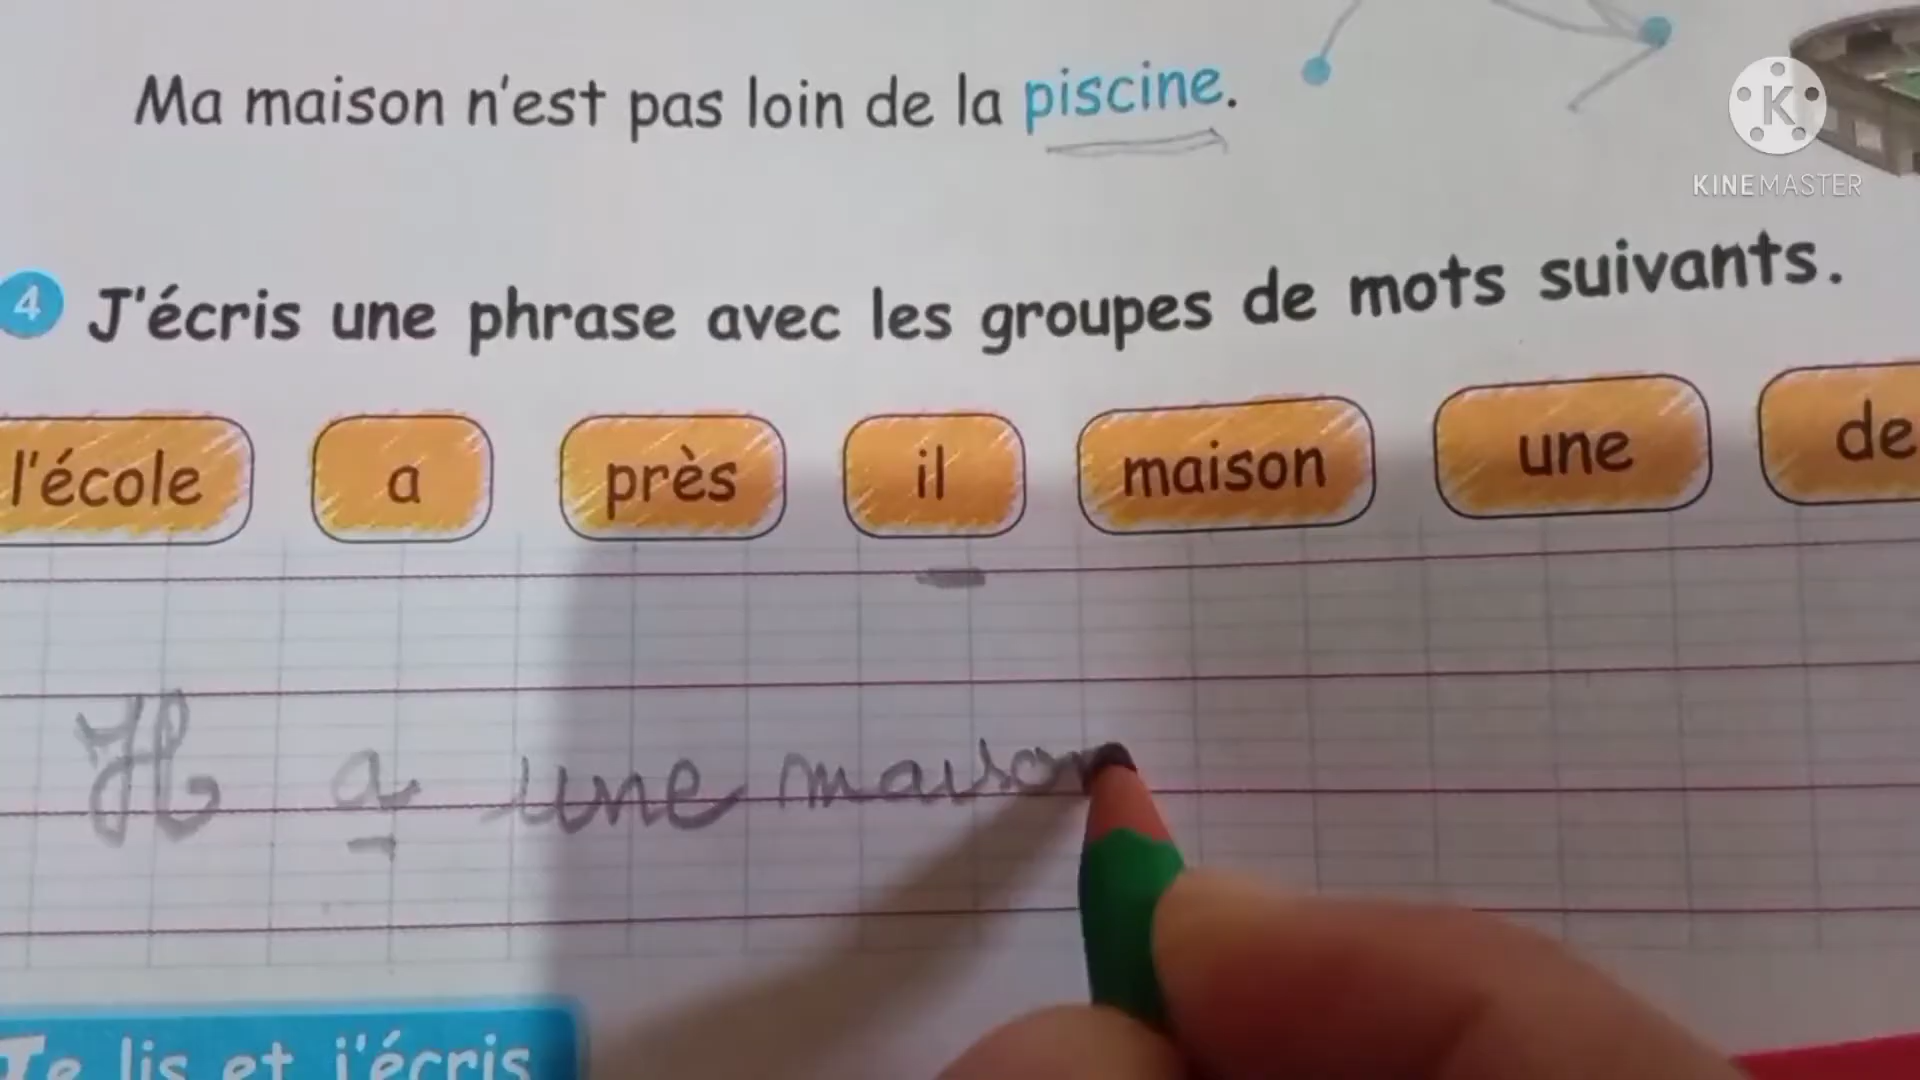 Ma maison n'est pas loin de la piscine.
KINEMASTER
4 J'écris une phrase avec les groupes de mots suivants.
l'école a près il maison une de
Il a une maison
Je lis et j'écris